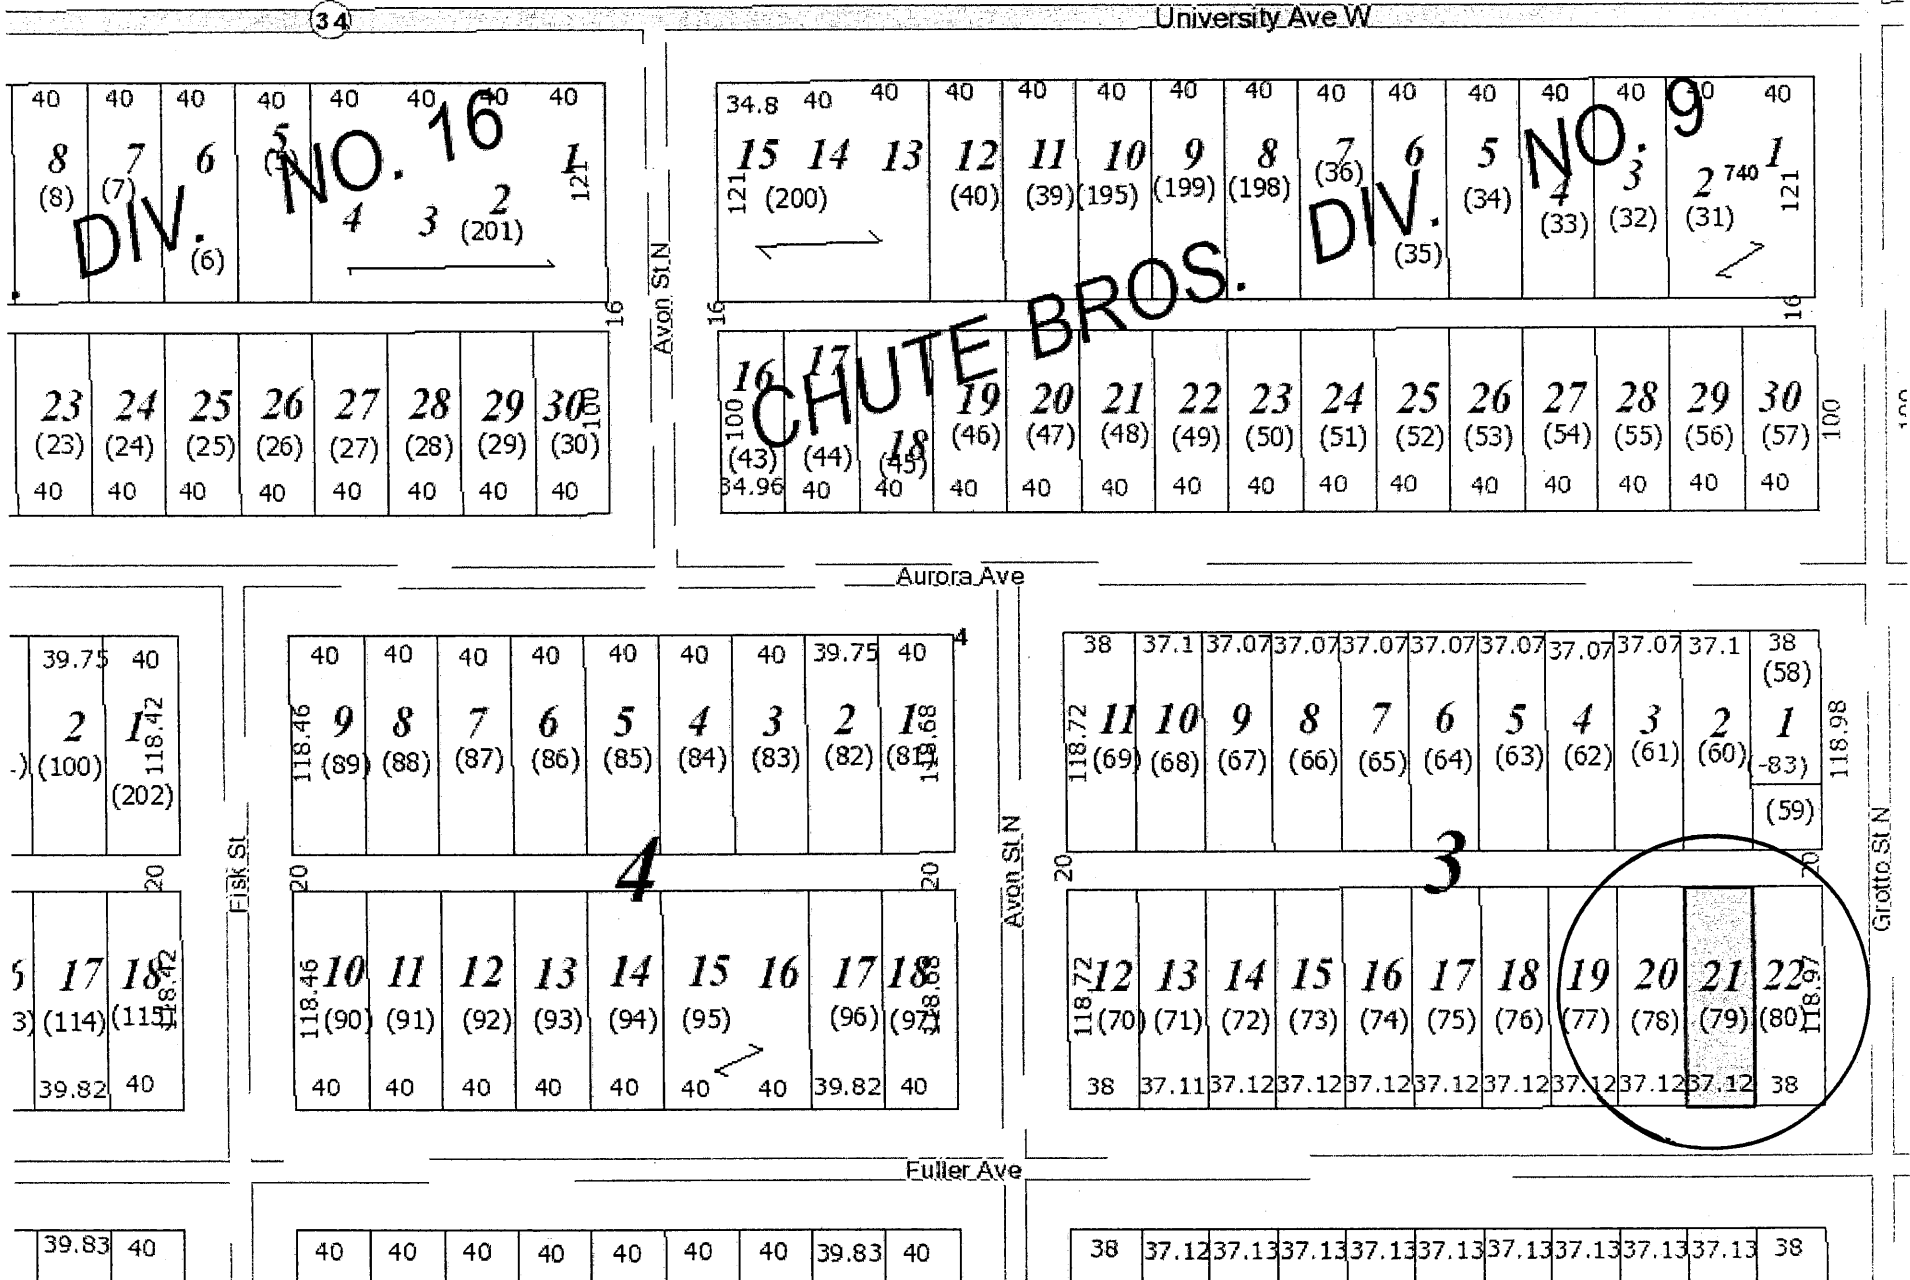 34 University Ave W
40 40 40 40 40 40 40 40
34.8 40 40 40 40 40 40 40 40 40 40 40 40 40 40
8 7 6 5 4 3 2 1
(8) (7) (6) (201)
121
DIV. NO. 16
15 14 13 12 11 10 9 8 7 6 5 4 3 2 1
121 (200) (40) (39) (195) (199) (198) (36) (35) (34) (33) (32) (31) 740 121
CHUTE BROS. DIV. NO. 9
Avon St N
16 16 16
23 24 25 26 27 28 29 30
100
(23) (24) (25) (26) (27) (28) (29) (30)
40 40 40 40 40 40 40 40
16 17 18 19 20 21 22 23 24 25 26 27 28 29 30
100 100
(43) (44) (45) (46) (47) (48) (49) (50) (51) (52) (53) (54) (55) (56) (57)
34.96 40 40 40 40 40 40 40 40 40 40 40 40 40 40
Aurora Ave
39.75 40
2 1
118.42
(100) (202)
20
Fisk St
40 40 40 40 40 40 40 39.75 40 4
118.46 9 8 7 6 5 4 3 2 1 118.68
(89) (88) (87) (86) (85) (84) (83) (82) (81)
20 4 20
Avon St N
38 37.1 37.07 37.07 37.07 37.07 37.07 37.07 37.07 37.1 38
(58)
118.72 11 10 9 8 7 6 5 4 3 2 1 118.98
(69) (68) (67) (66) (65) (64) (63) (62) (61) (60) -83)
(59)
20 3 20
Grotto St N
17 18
118.42
(114) (115)
39.82 40
118.46 10 11 12 13 14 15 16 17 18 118.68
(90) (91) (92) (93) (94) (95) (96) (97)
40 40 40 40 40 40 40 39.82 40
118.72 12 13 14 15 16 17 18 19 20 21 22 118.97
(70) (71) (72) (73) (74) (75) (76) (77) (78) (79) (80)
38 37.11 37.12 37.12 37.12 37.12 37.12 37.12 37.12 37.12 38
Fuller Ave
39.83 40
40 40 40 40 40 40 40 39.83 40
38 37.12 37.13 37.13 37.13 37.13 37.13 37.13 37.13 37.13 38